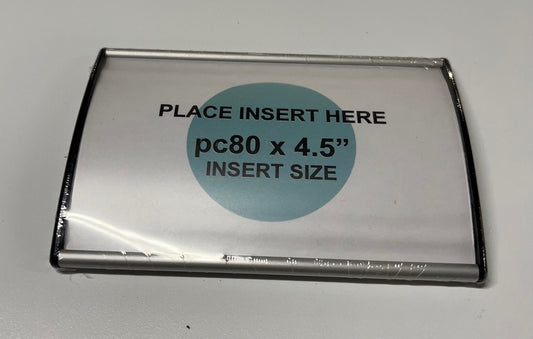 PLACE INSERT HERE
pc80 x 4.5”
INSERT SIZE